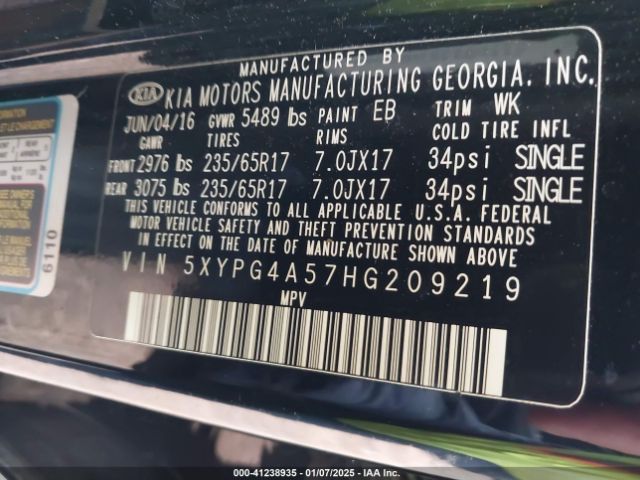 MANUFACTURED BY
KIA KIA MOTORS MANUFACTURING GEORGIA. INC.
JUN/04/16 GVWR 5489 lbs PAINT EB TRIM WK
GAWR TIRES RIMS COLD TIRE INFL
FRONT 2976 lbs 235/65R17 7.0JX17 34psi SINGLE
REAR 3075 lbs 235/65R17 7.0JX17 34psi SINGLE
THIS VEHICLE CONFORMS TO ALL APPLICABLE U.S.A. FEDERAL
MOTOR VEHICLE SAFETY AND THEFT PREVENTION STANDARDS
IN EFFECT ON THE DATE OF MANUFACTURE SHOWN ABOVE
VIN 5XYPG4A57HG209219
MPV
6110
000-41238935 - 01/07/2025 - IAA Inc.